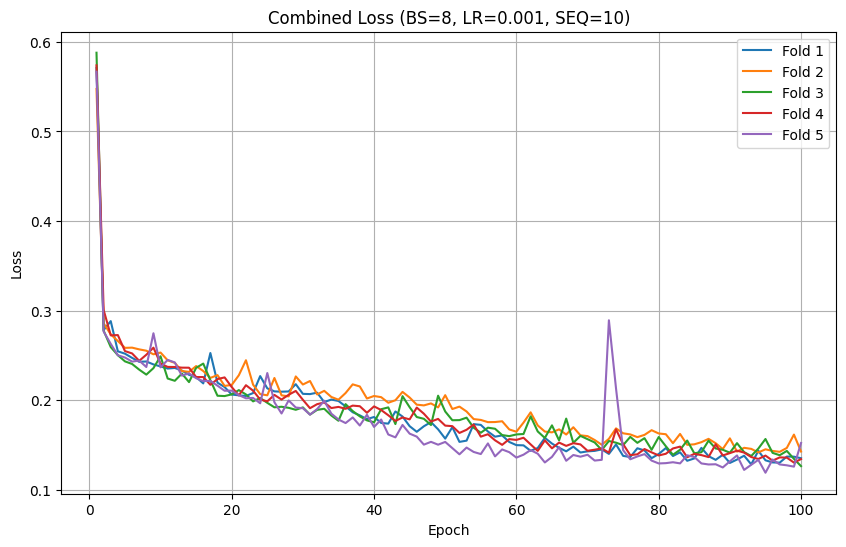 Combined Loss (BS=8, LR=0.001, SEQ=10)
Fold 1
Fold 2
Fold 3
Fold 4
Fold 5
Loss
0.6
0.5
0.4
0.3
0.2
0.1
0 20 40 60 80 100
Epoch